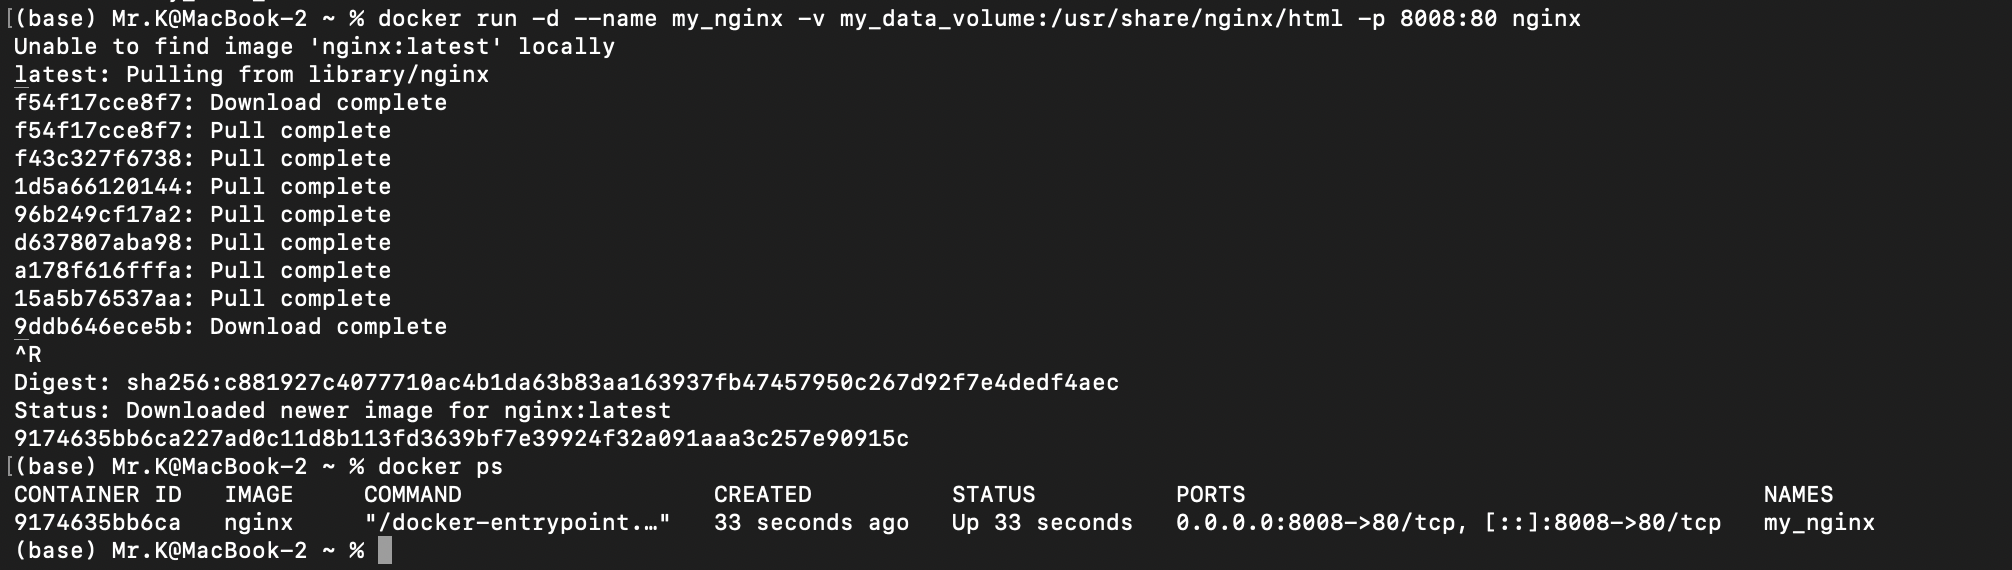 [(base) Mr.K@MacBook-2 ~ % docker run -d --name my_nginx -v my_data_volume:/usr/share/nginx/html -p 8008:80 nginx
Unable to find image 'nginx:latest' locally
latest: Pulling from library/nginx
f54f17cce8f7: Download complete
f54f17cce8f7: Pull complete
f43c327f6738: Pull complete
1d5a66120144: Pull complete
96b249cf17a2: Pull complete
d637807aba98: Pull complete
a178f616fffa: Pull complete
15a5b76537aa: Pull complete
9ddb646ece5b: Download complete
^R
Digest: sha256:c881927c4077710ac4b1da63b83aa163937fb47457950c267d92f7e4dedf4aec
Status: Downloaded newer image for nginx:latest
9174635bb6ca227ad0c11d8b113fd3639bf7e39924f32a091aaa3c257e90915c
[(base) Mr.K@MacBook-2 ~ % docker ps
CONTAINER ID   IMAGE     COMMAND                  CREATED          STATUS          PORTS                                     NAMES
9174635bb6ca   nginx     "/docker-entrypoint.…"   33 seconds ago   Up 33 seconds   0.0.0.0:8008->80/tcp, [::]:8008->80/tcp   my_nginx
(base) Mr.K@MacBook-2 ~ %